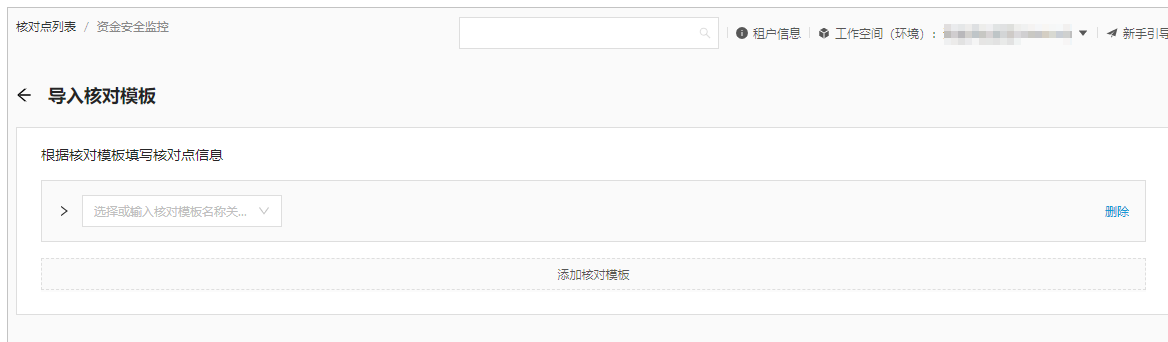 核对点列表 / 资金安全监控
租户信息
工作空间（环境）：
新手引导
导入核对模板
根据核对模板填写核对点信息
选择或输入核对模板名称关...
删除
添加核对模板